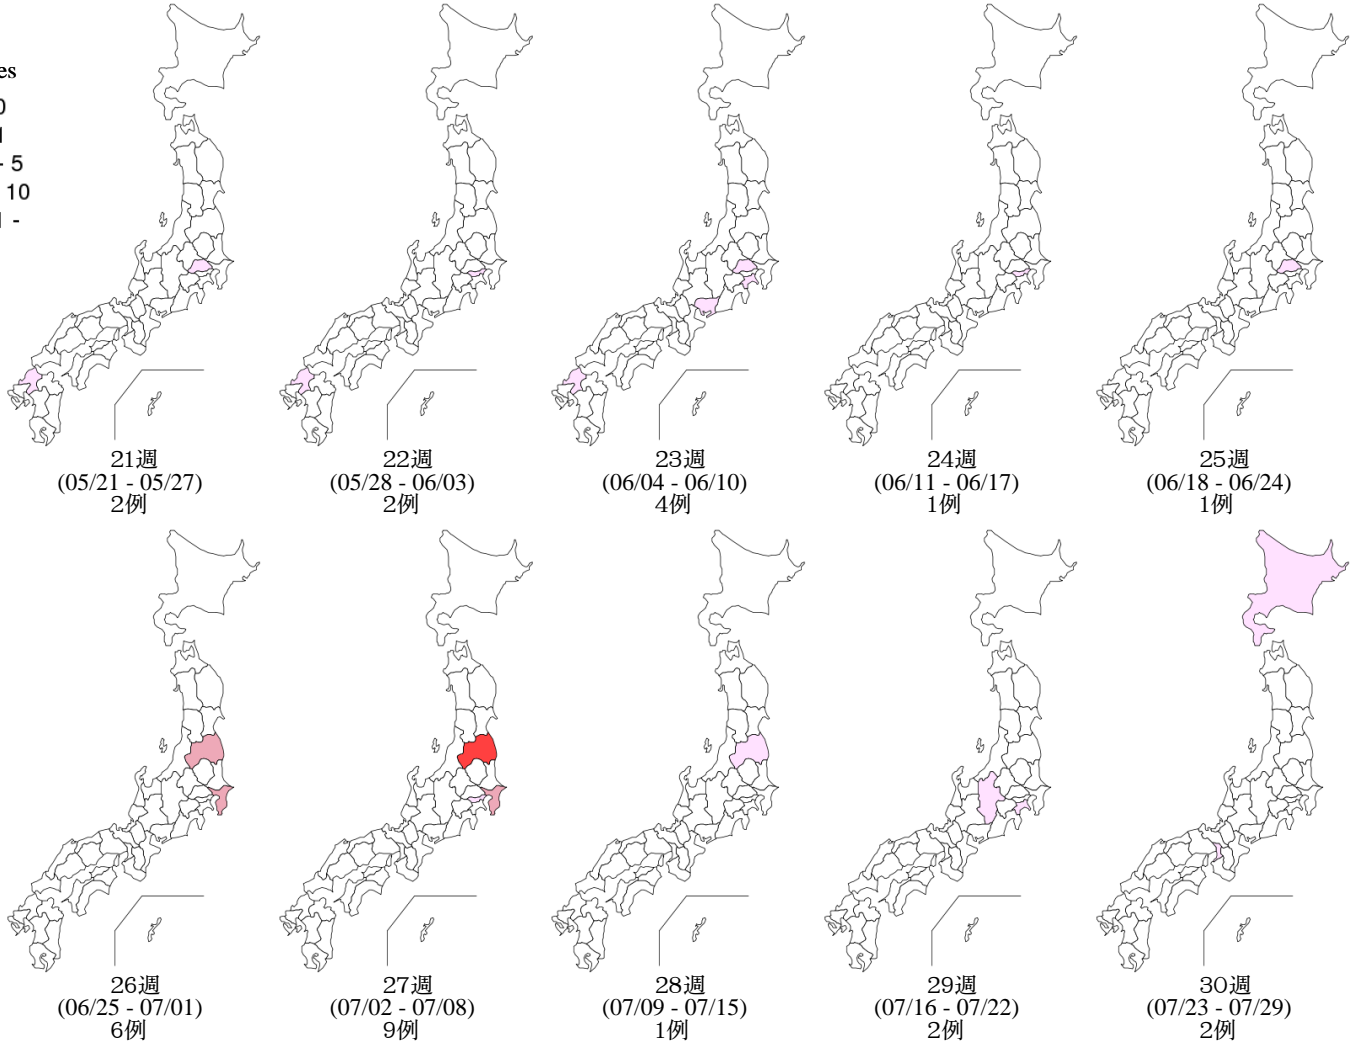 es
0
1
- 5
10
-
21週
(05/21 - 05/27)
2例
22週
(05/28 - 06/03)
2例
23週
(06/04 - 06/10)
4例
24週
(06/11 - 06/17)
1例
25週
(06/18 - 06/24)
1例
26週
(06/25 - 07/01)
6例
27週
(07/02 - 07/08)
9例
28週
(07/09 - 07/15)
1例
29週
(07/16 - 07/22)
2例
30週
(07/23 - 07/29)
2例